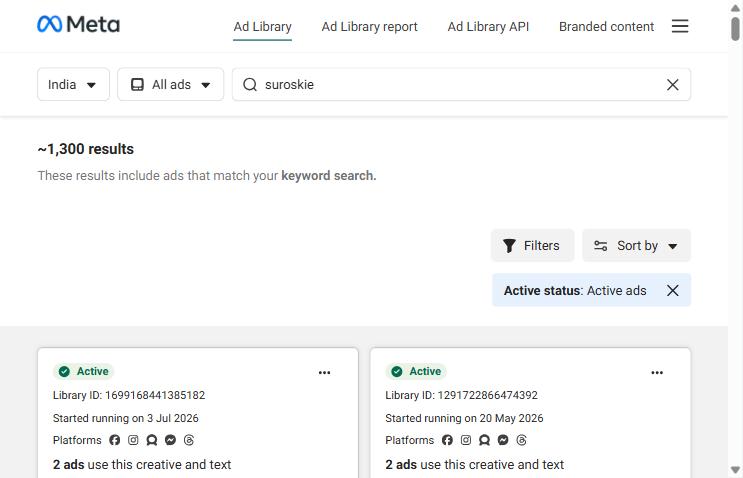 Meta
Ad Library Ad Library report Ad Library API Branded content
India All ads suroskie
~1,300 results
These results include ads that match your keyword search.
Filters Sort by
Active status: Active ads
Active
Library ID: 1699168441385182
Started running on 3 Jul 2026
Platforms
2 ads use this creative and text
Active
Library ID: 1291722866474392
Started running on 20 May 2026
Platforms
2 ads use this creative and text